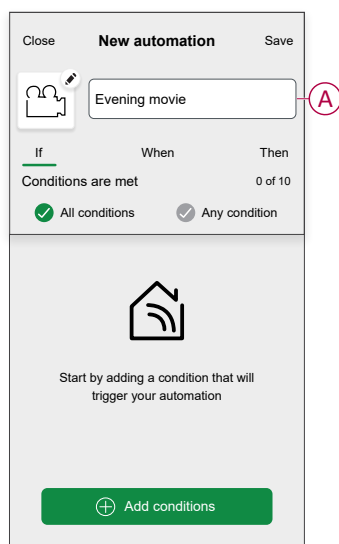 Close New automation Save
Evening movie
A
If When Then
Conditions are met 0 of 10
All conditions Any condition
Start by adding a condition that will
trigger your automation
Add conditions